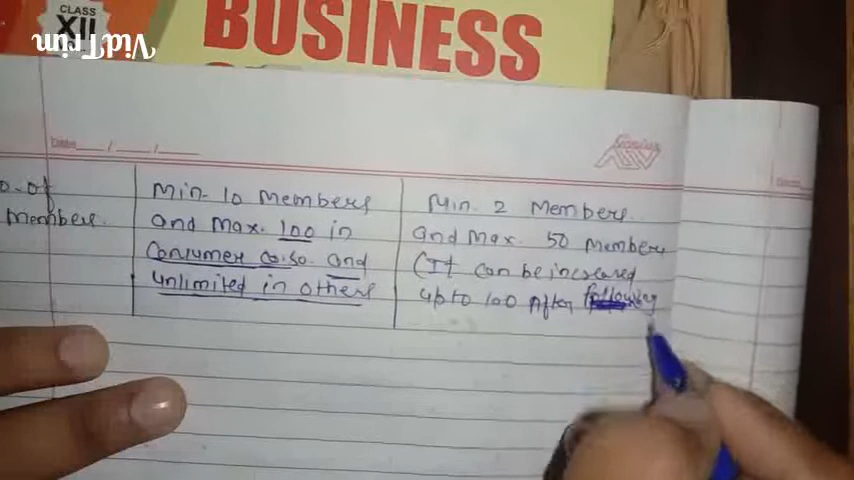 CLASS
XII
VidTrim
BUSINESS
Date
o. of
members.
Min. 10 Members
and Max. 100 in
Consumer co.so. and
unlimited in others
Min. 2 Members.
and Max. 50 members
(It can be increased
upto 100 After following